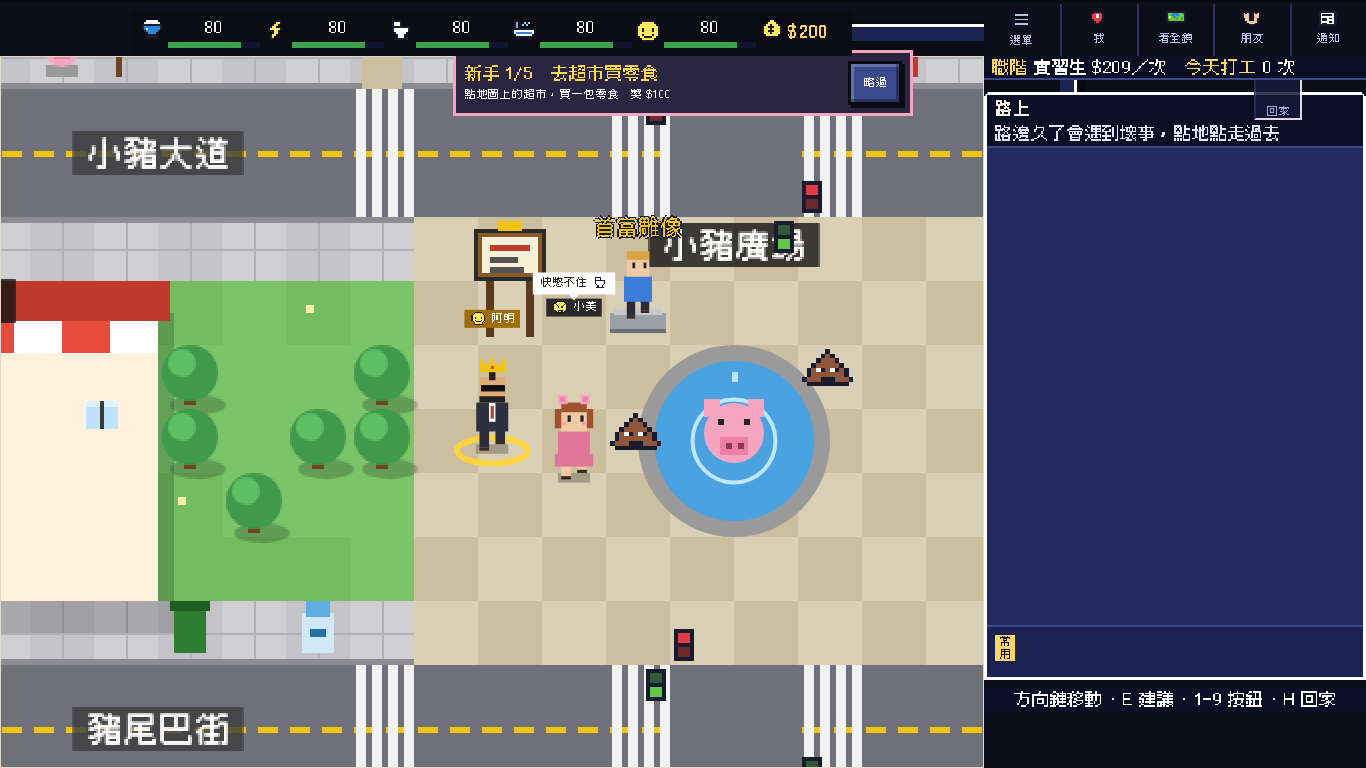 80
80
80
80
80
$200
選單
我
看全鎮
朋友
通知
職階 實習生 $209/次 今天打工 0 次
新手 1/5 去超市買零食
點地圖上的超市，買一包零食 獎 $100
略過
回家
路上
路邊久了會遇到壞事，點地點走過去
小豬大道
首富雕像
小豬廣場
快憋不住
小美
阿明
豬尾巴街
常用
方向鍵移動 · E 建議 · 1-9 按鈕 · H 回家